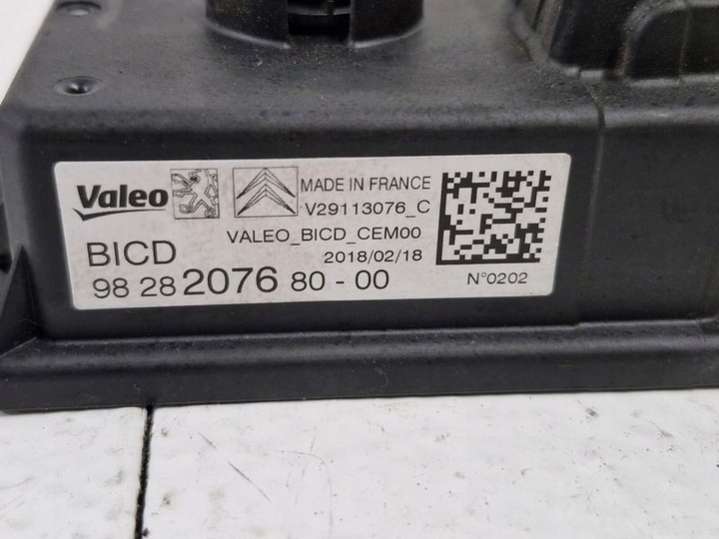 Valeo
MADE IN FRANCE
V29113076_C
BICD
VALEO_BICD_CEM00
2018/02/18
98 28 2076 80-00
N°0202